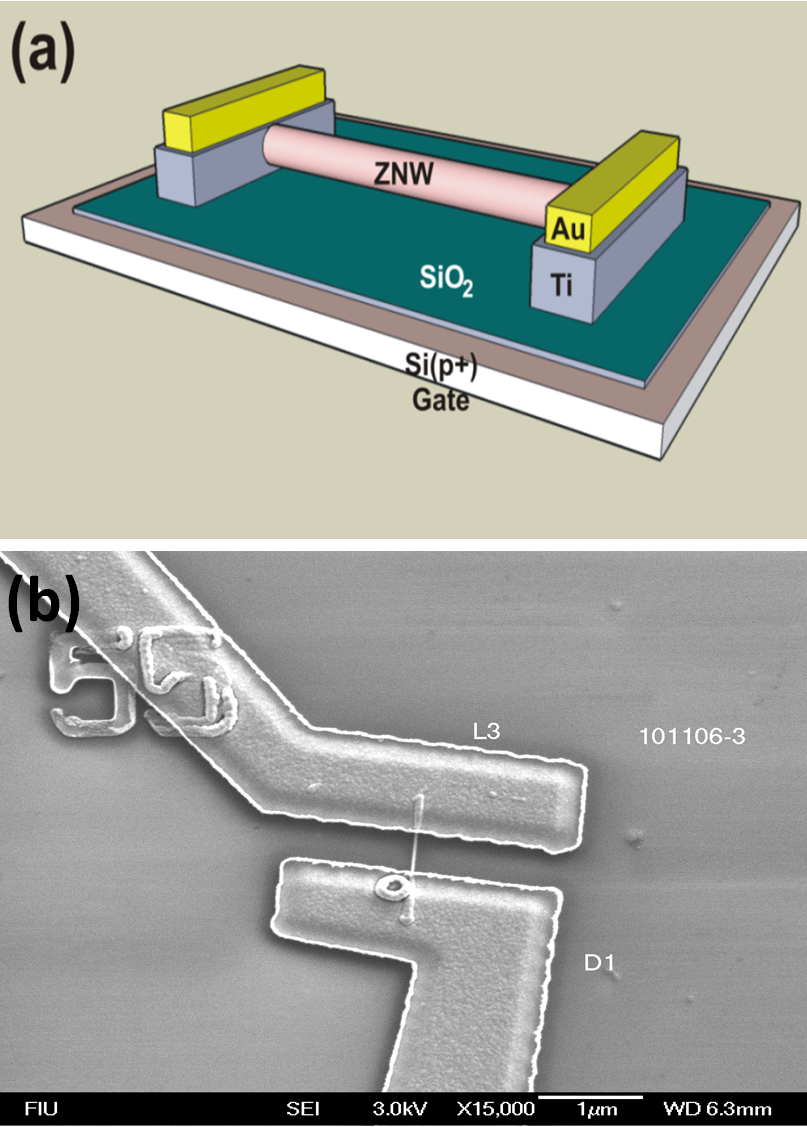 (a)
ZNW
Au
Ti
SiO₂
Si(p+)
Gate
(b)
55
L3
101106-3
D1
FIU SEI 3.0kV X15,000 1μm WD 6.3mm